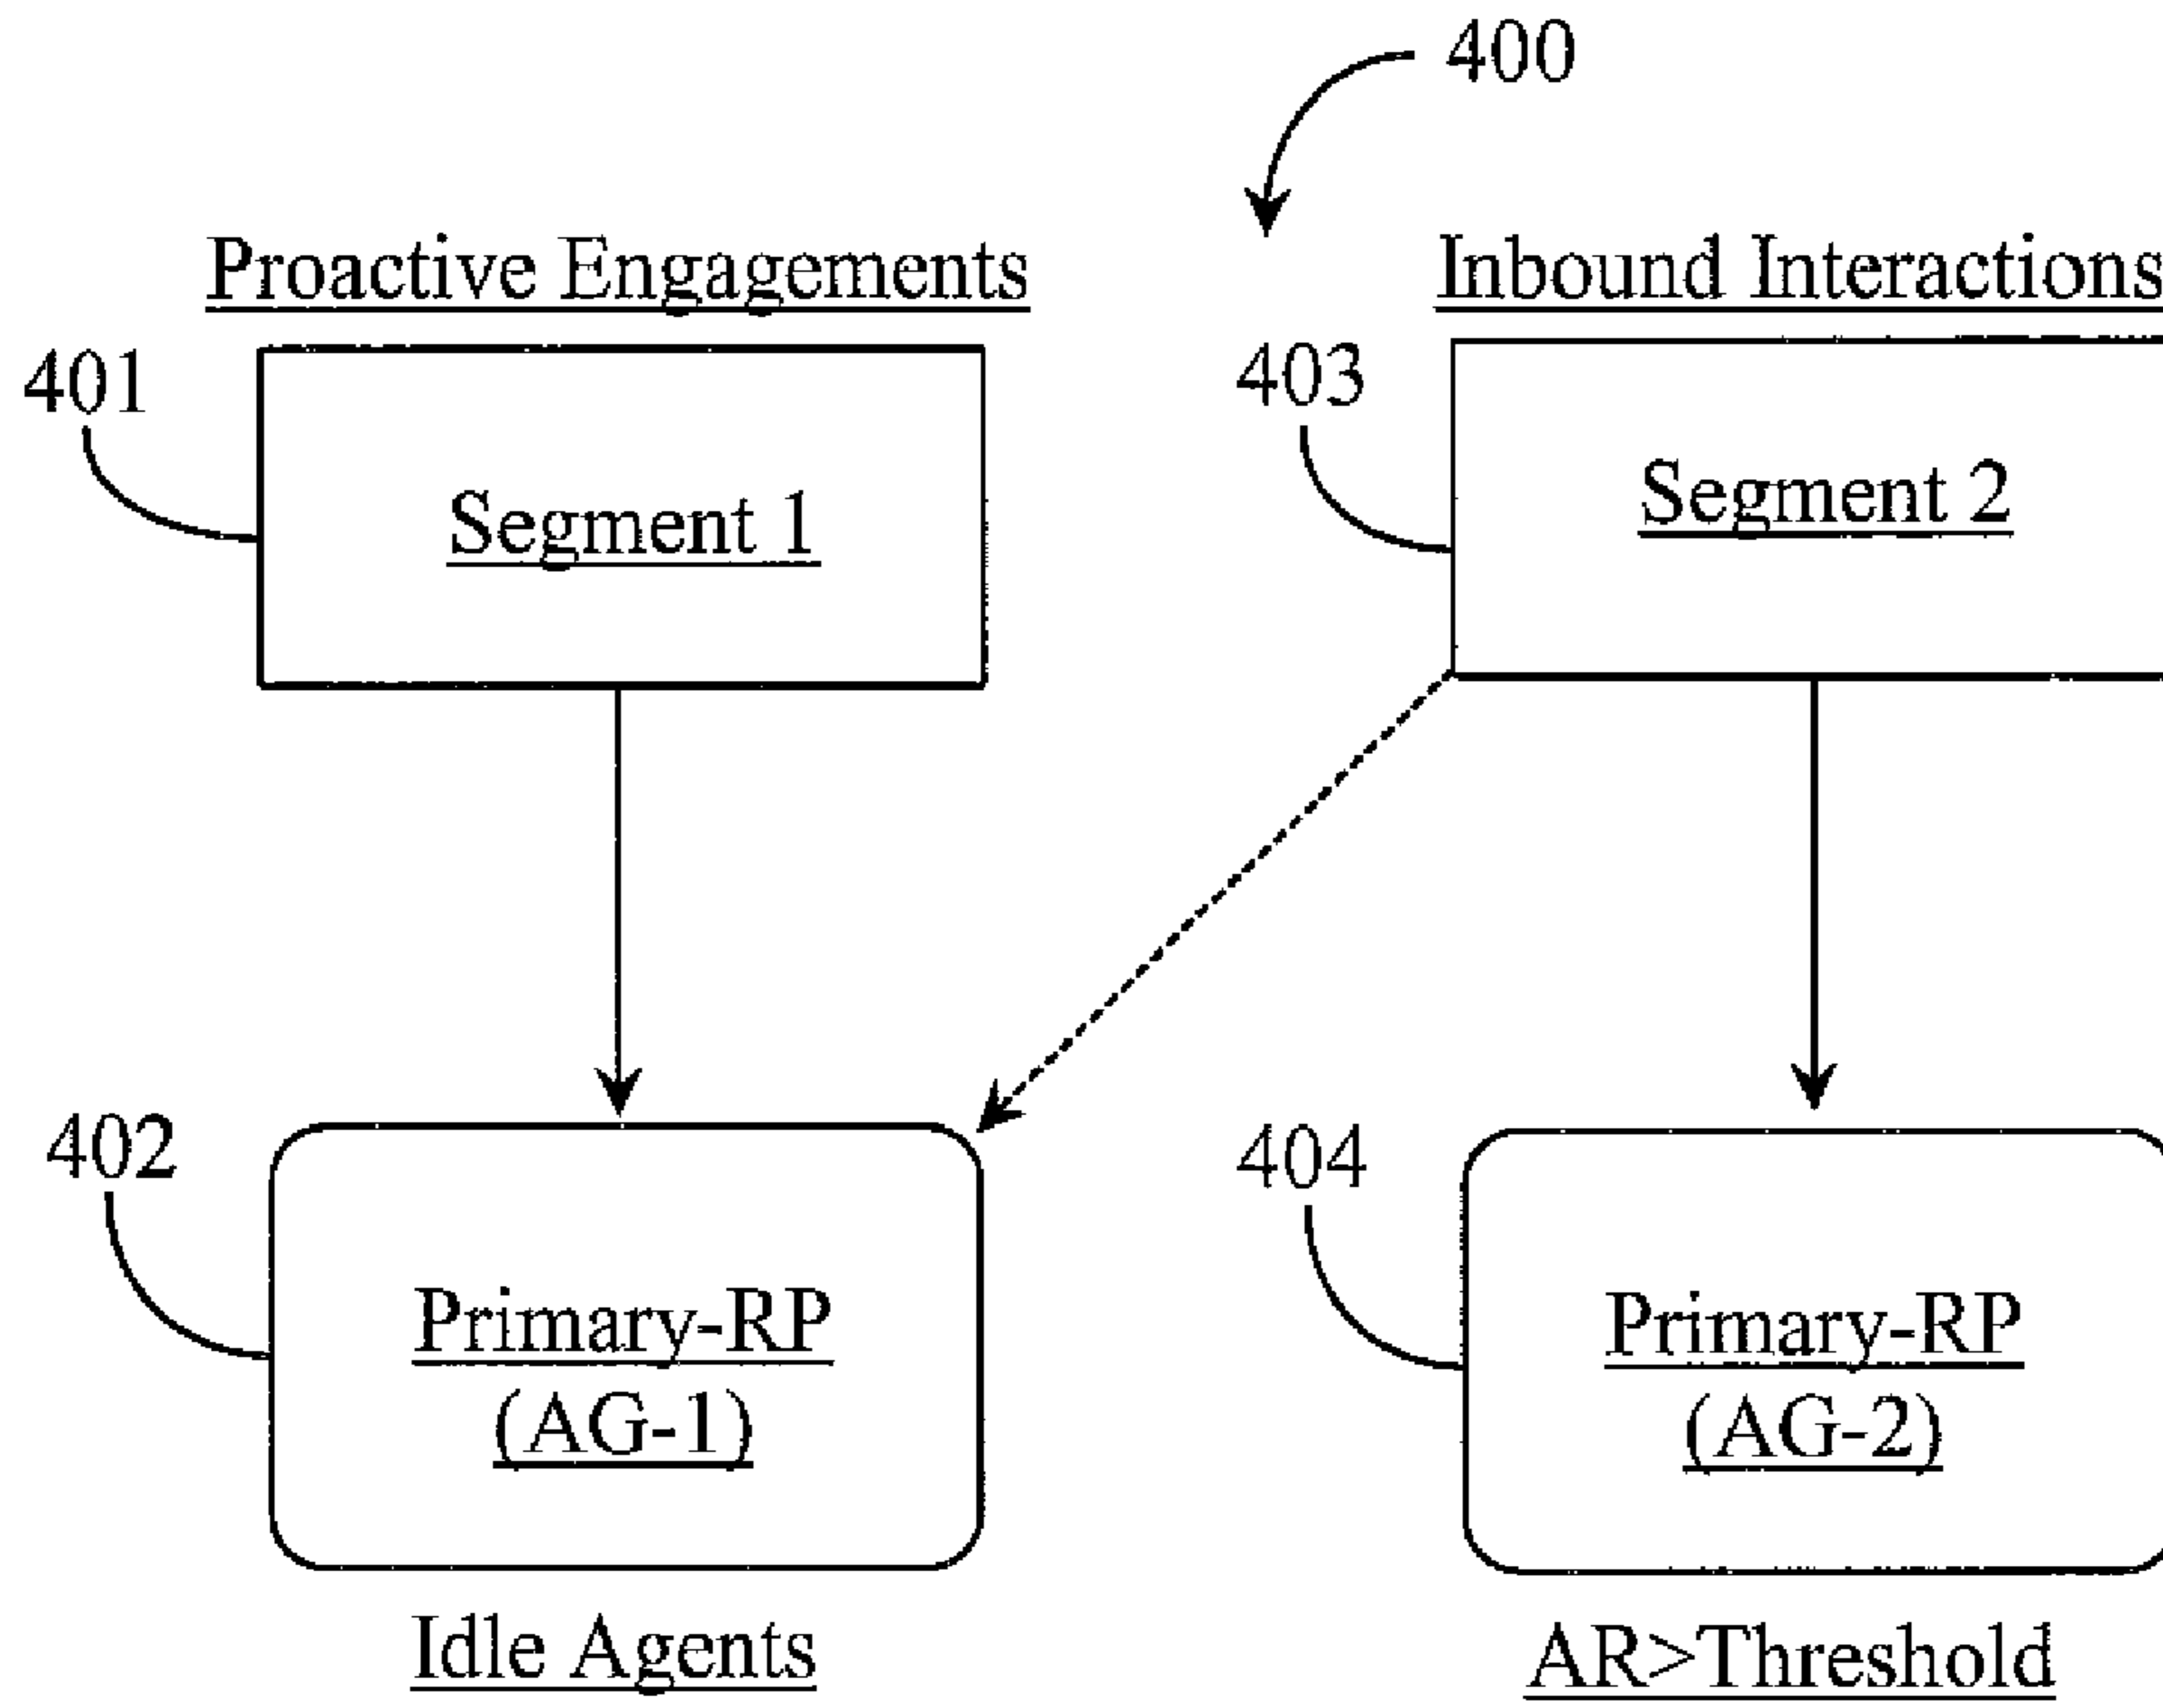 400
Proactive Engagements
Inbound Interactions
401
Segment 1
403
Segment 2
402
Primary-RP
(AG-1)
Idle Agents
404
Primary-RP
(AG-2)
AR>Threshold